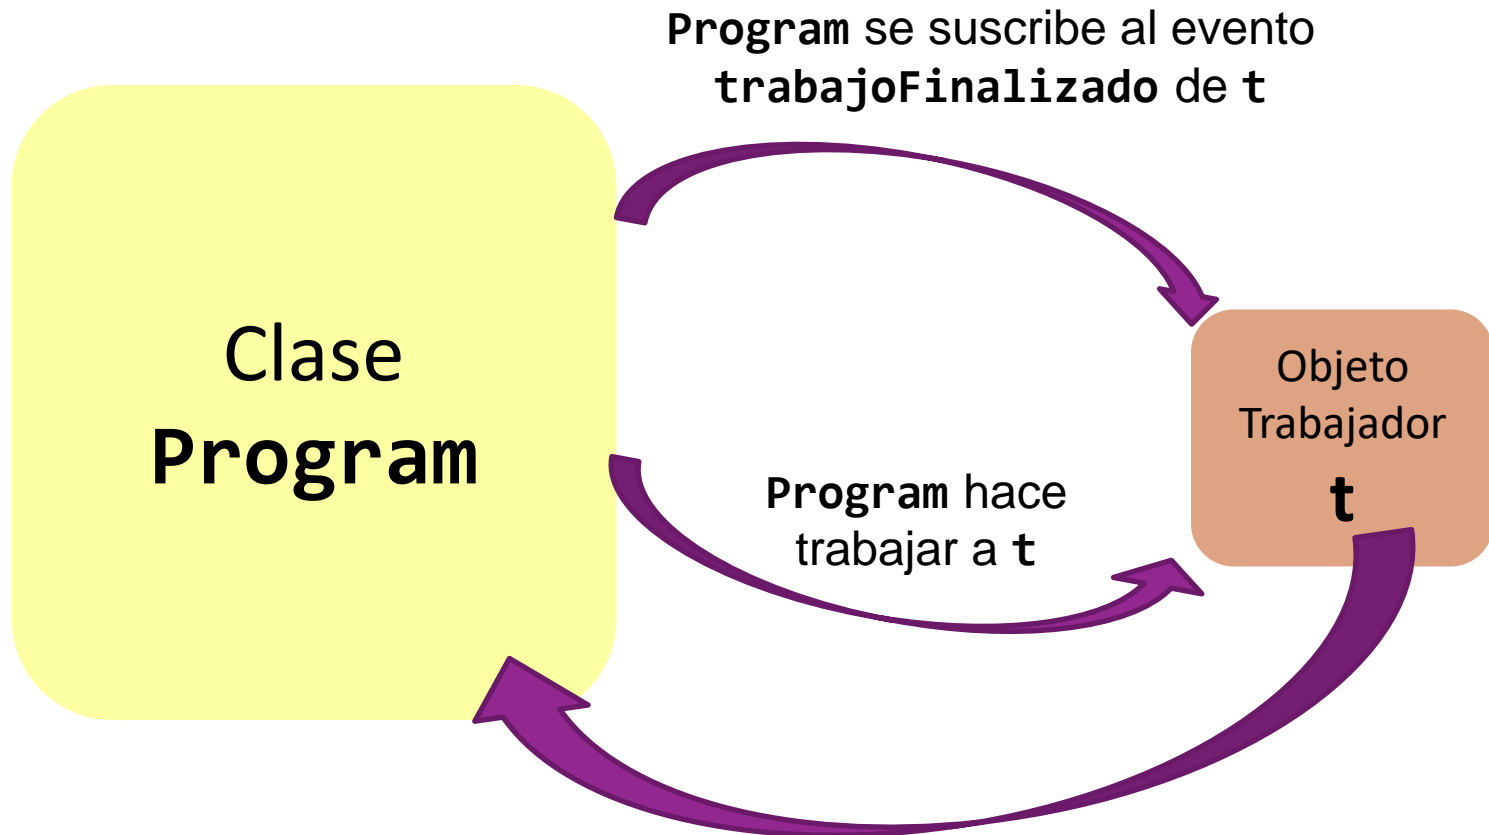 Program se suscribe al evento
trabajoFinalizado de t
Clase
Program
Objeto
Trabajador
t
Program hace
trabajar a t